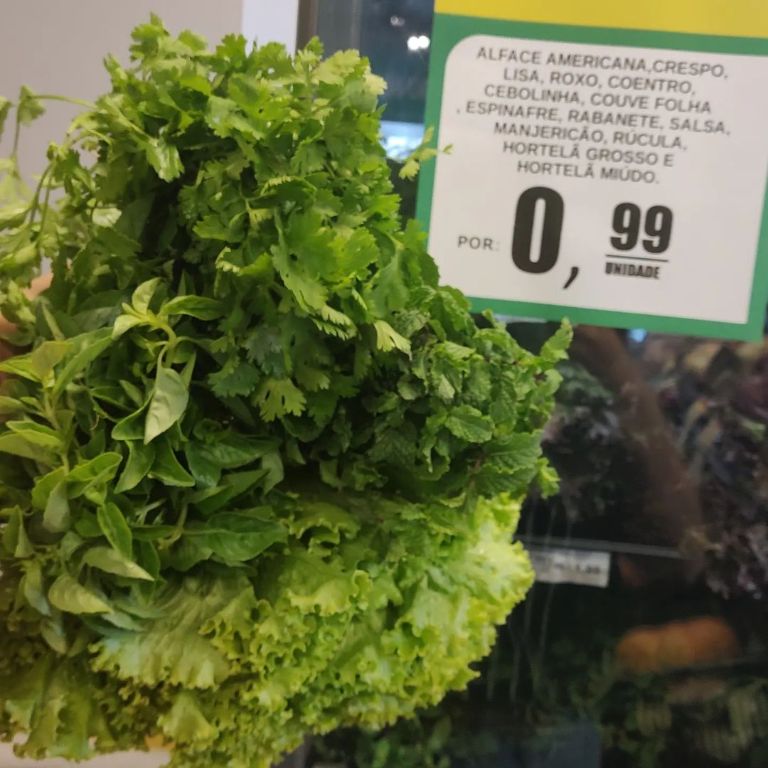 ALFACE AMERICANA,CRESPO,
LISA, ROXO, COENTRO,
CEBOLINHA, COUVE FOLHA
, ESPINAFRE, RABANETE, SALSA,
MANJERICÃO, RÚCULA,
HORTELÃ GROSSO E
HORTELÃ MIÚDO.
POR: 0,99
UNIDADE